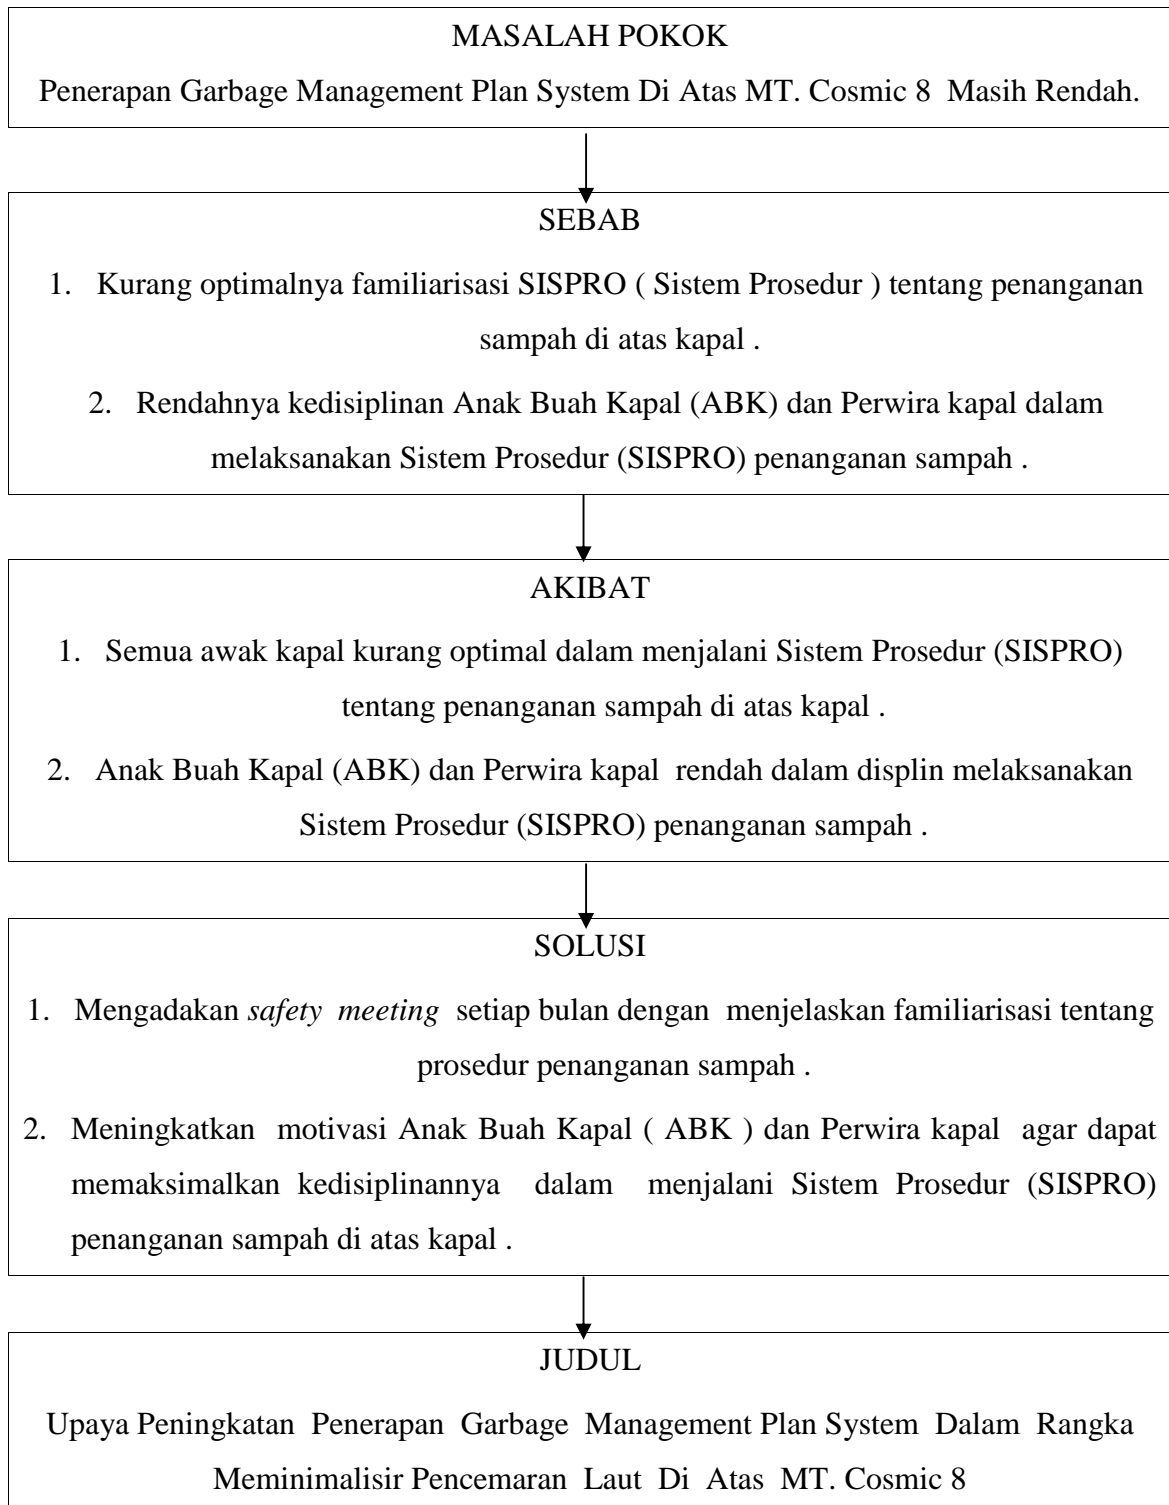 MASALAH POKOK
Penerapan Garbage Management Plan System Di Atas MT. Cosmic 8 Masih Rendah.
SEBAB
1. Kurang optimalnya familiarisasi SISPRO ( Sistem Prosedur ) tentang penanganan
sampah di atas kapal .
2. Rendahnya kedisiplinan Anak Buah Kapal (ABK) dan Perwira kapal dalam
melaksanakan Sistem Prosedur (SISPRO) penanganan sampah .
AKIBAT
1. Semua awak kapal kurang optimal dalam menjalani Sistem Prosedur (SISPRO)
tentang penanganan sampah di atas kapal .
2. Anak Buah Kapal (ABK) dan Perwira kapal rendah dalam displin melaksanakan
Sistem Prosedur (SISPRO) penanganan sampah .
SOLUSI
1. Mengadakan safety meeting setiap bulan dengan menjelaskan familiarisasi tentang
prosedur penanganan sampah .
2. Meningkatkan motivasi Anak Buah Kapal ( ABK ) dan Perwira kapal agar dapat
memaksimalkan kedisiplinannya dalam menjalani Sistem Prosedur (SISPRO)
penanganan sampah di atas kapal .
JUDUL
Upaya Peningkatan Penerapan Garbage Management Plan System Dalam Rangka
Meminimalisir Pencemaran Laut Di Atas MT. Cosmic 8